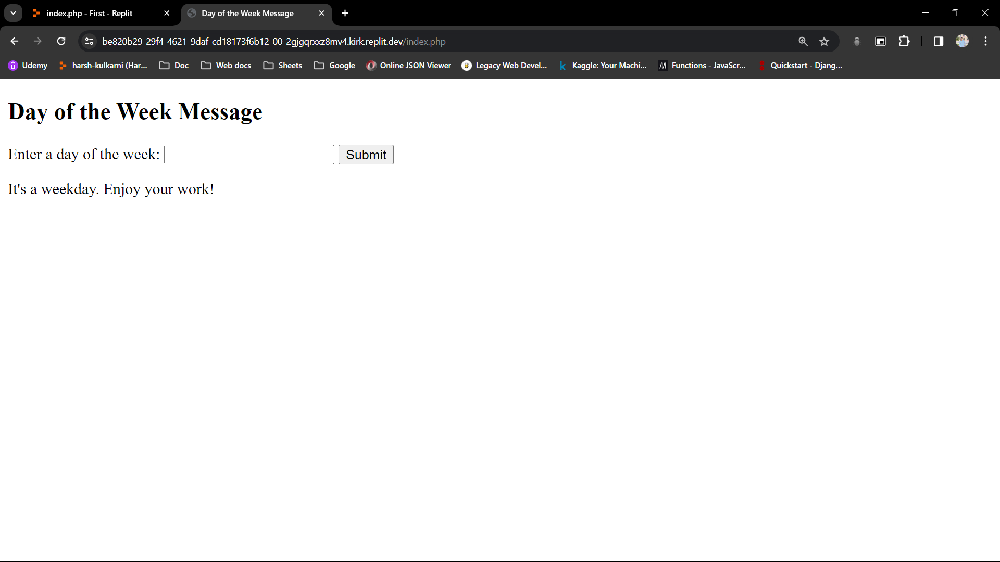 index.php - First - Replit
Day of the Week Message
be820b29-29f4-4621-9daf-cd18173f6b12-00-2gjgqrxxz8mv4.kirk.replit.dev/index.php
Udemy
harsh-kulkarni (Har...
Doc
Web docs
Sheets
Google
Online JSON Viewer
Legacy Web Devel...
Kaggle: Your Machi...
Functions - JavaScr...
Quickstart - Djang...
Day of the Week Message
Enter a day of the week: Submit
It's a weekday. Enjoy your work!